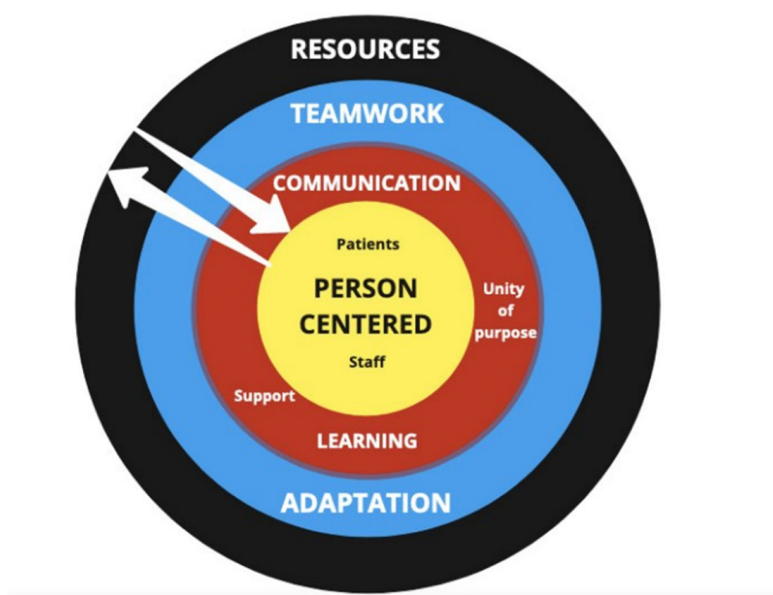 RESOURCES
TEAMWORK
COMMUNICATION
Patients
PERSON
CENTERED
Staff
Unity
of
purpose
Support
LEARNING
ADAPTATION